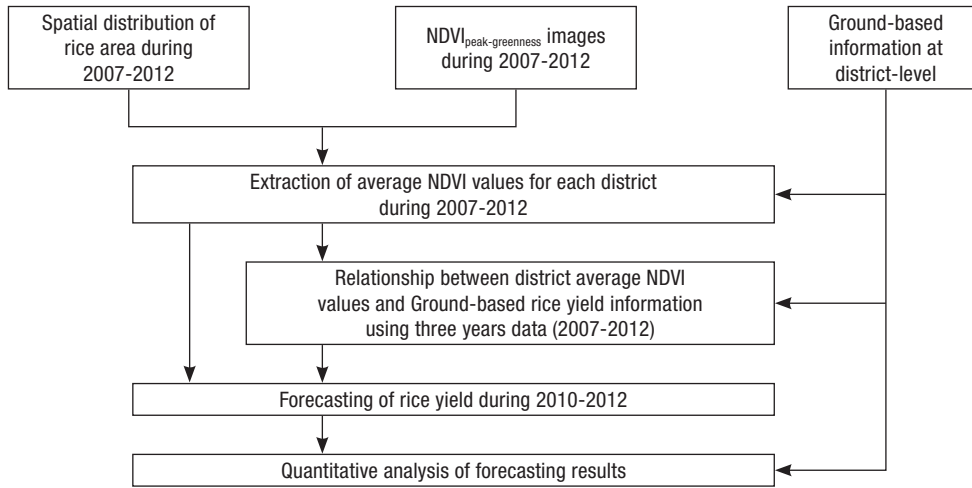 Spatial distribution of
rice area during
2007-2012
NDVIpeak-greenness images
during 2007-2012
Ground-based
information at
district-level
Extraction of average NDVI values for each district
during 2007-2012
Relationship between district average NDVI
values and Ground-based rice yield information
using three years data (2007-2012)
Forecasting of rice yield during 2010-2012
Quantitative analysis of forecasting results